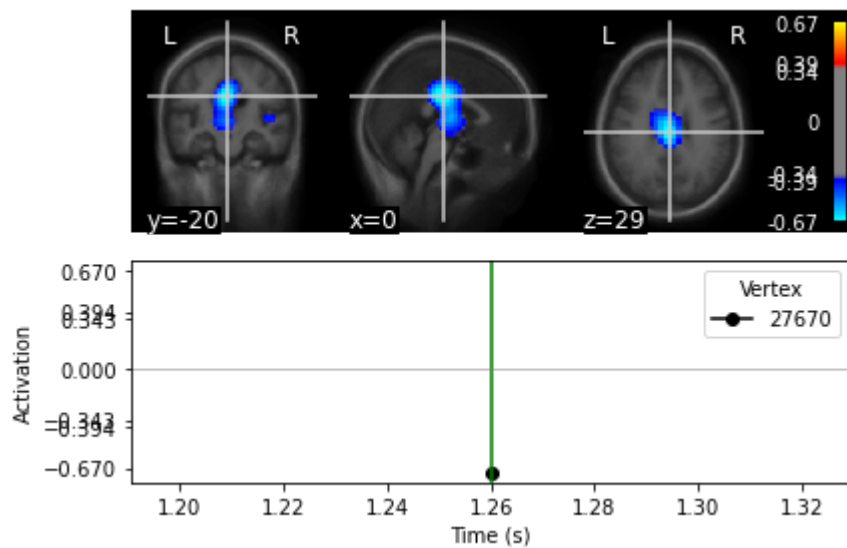 L R
L R
y=-20
x=0
z=29
0.67
0.39
0.34
0
-0.34
-0.39
-0.67
0.670
0.394
0.343
0.000
−0.343
−0.394
−0.670
Activation
Vertex
27670
1.20 1.22 1.24 1.26 1.28 1.30 1.32
Time (s)